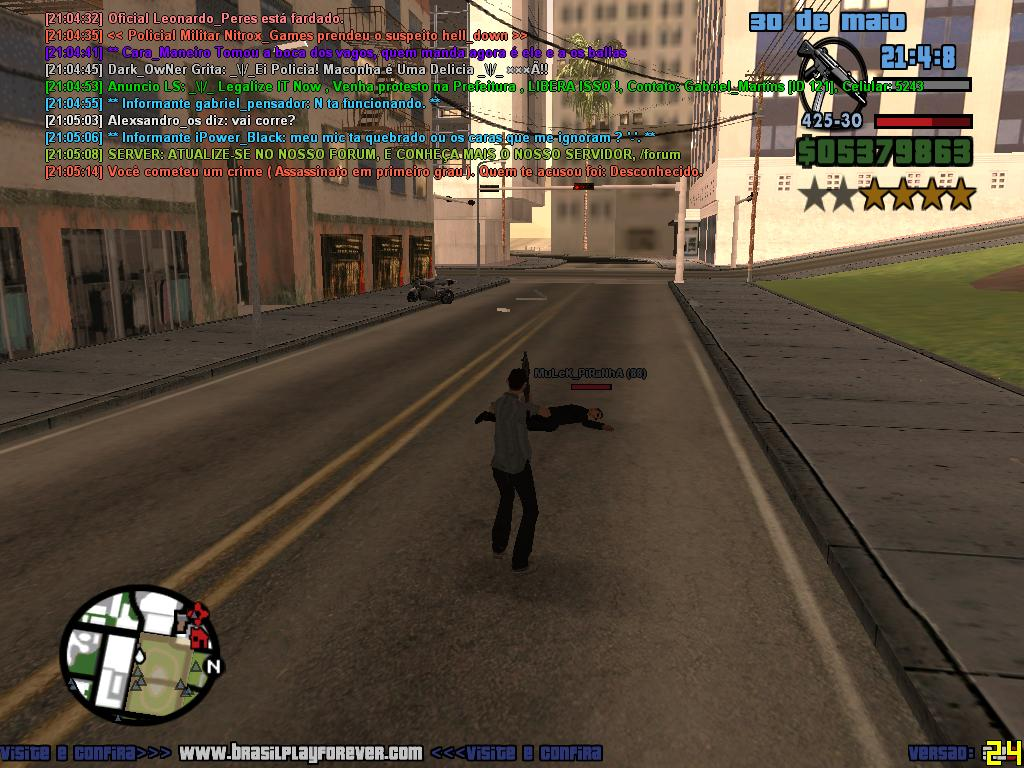 [21:04:32] Oficial Leonardo_Peres está fardado.
[21:04:35] << Policial Militar Nitrox_Games prendeu o suspeito hell_down >>
[21:04:41] ** Cara_Maneiro Tomou a boca dos vagos, quem manda agora é ele e a os ballas
[21:04:45] Dark_OwNer Grita: _\|/_ Ei Policia! Maconha é Uma Delicia _\|/_ ×××Ã!!
[21:04:53] Anuncio LS: _\|/_ Legalize IT Now , Venha protesto na Prefeitura , LIBERA ISSO !, Contato: Gabriel_Martins [ID 121], Celular: 5243
[21:04:55] ** Informante gabriel_pensador: N ta funcionando. **
[21:05:03] Alexsandro_os diz: vai corre?
[21:05:06] ** Informante iPower_Black: meu mic ta quebrado ou os caras que me ignoram ? '-'. **
[21:05:08] SERVER: ATUALIZE-SE NO NOSSO FORUM, E CONHEÇA MAIS O NOSSO SERVIDOR, /forum
[21:05:14] Você cometeu um crime ( Assassinato em primeiro grau ). Quem te acusou foi: Desconhecido.
30 de maio
21:4:8
425-30
$05379863
MuLeK_PiRaNhA (88)
N
Visite e Confira>>> www.brasilplayforever.com <<<Visite e Confira
Versao:
24